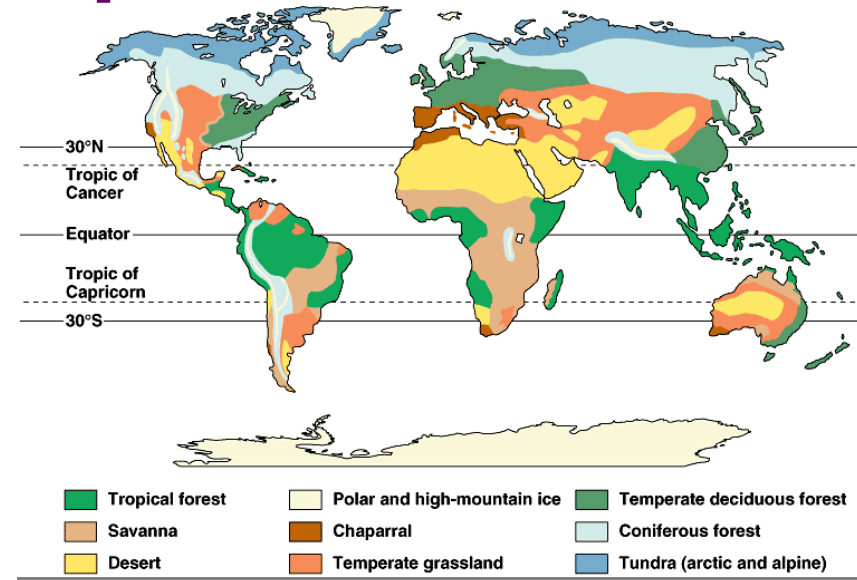 30°N
Tropic of
Cancer
Equator
Tropic of
Capricorn
30°S
Tropical forest
Polar and high-mountain ice
Temperate deciduous forest
Savanna
Chaparral
Coniferous forest
Desert
Temperate grassland
Tundra (arctic and alpine)